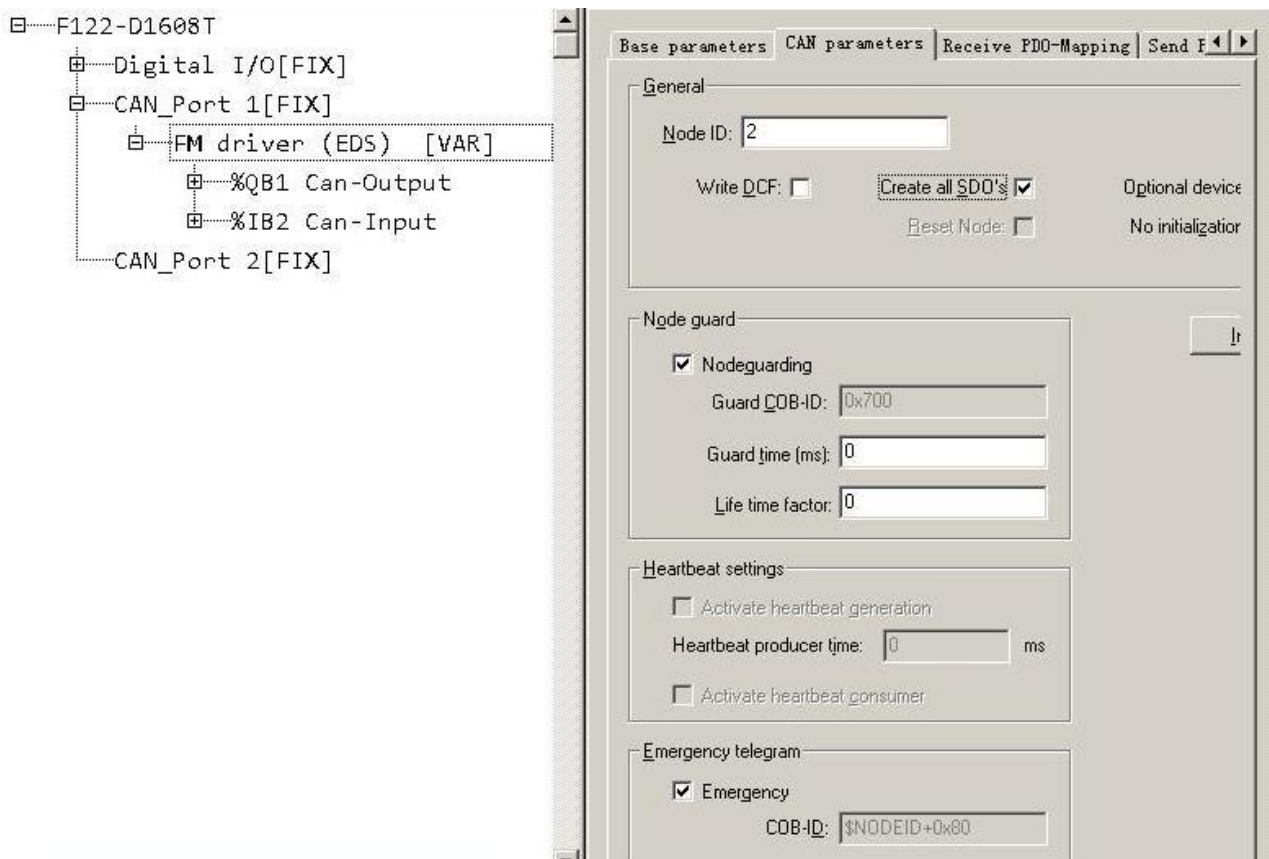 F122-D1608T
Digital I/O[FIX]
CAN_Port 1[FIX]
FM driver (EDS) [VAR]
%QB1 Can-Output
%IB2 Can-Input
CAN_Port 2[FIX]
Base parameters
CAN parameters
Receive PDO-Mapping
Send P
General
Node ID: 2
Write DCF:
Create all SDO's
Optional device
Reset Node:
No initialization
Node guard
Nodeguarding
Guard COB-ID: 0x700
Guard time (ms): 0
Life time factor: 0
Heartbeat settings
Activate heartbeat generation
Heartbeat producer time: 0 ms
Activate heartbeat consumer
Emergency telegram
Emergency
COB-ID: $NODEID+0x80